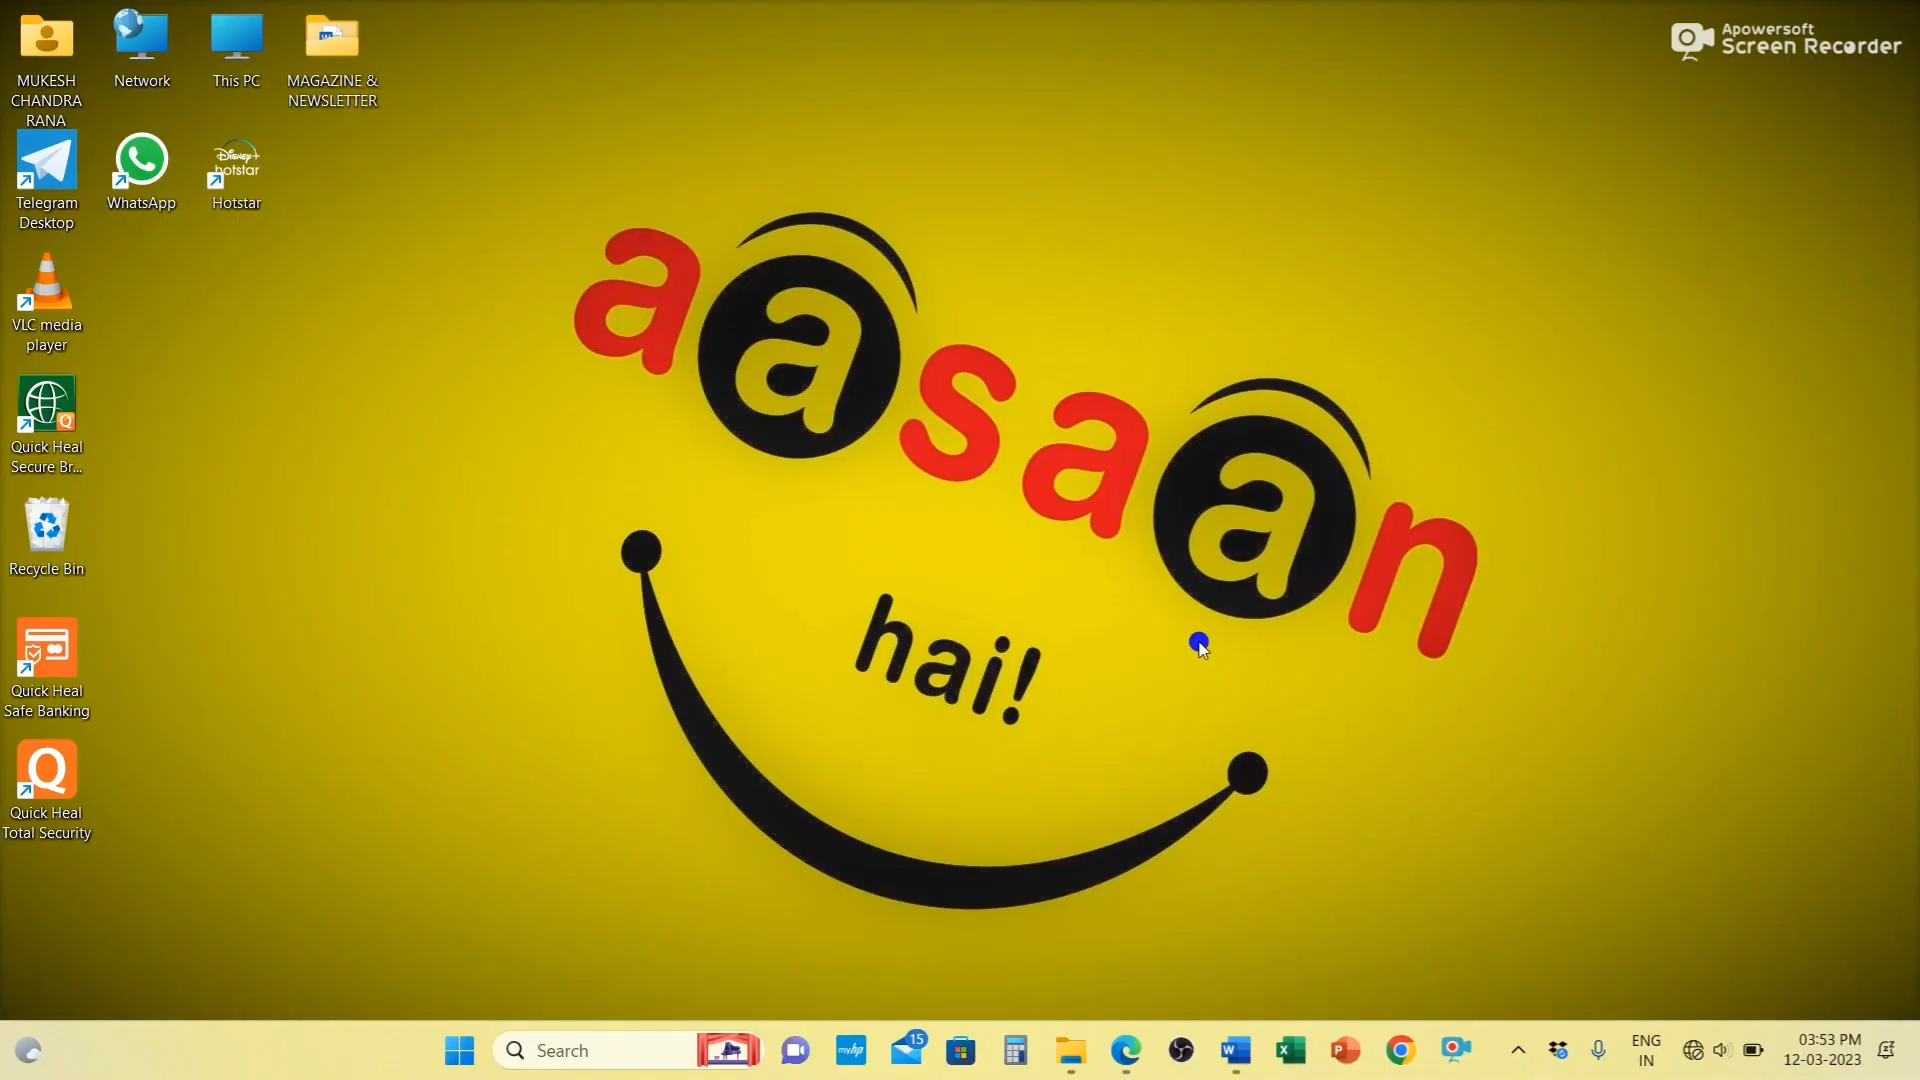 MUKESH
CHANDRA
RANA
Network
This PC
MAGAZINE &
NEWSLETTER
Apowersoft
Screen Recorder
Telegram
Desktop
WhatsApp
Disney+
hotstar
Hotstar
VLC media
player
Quick Heal
Secure Br...
Recycle Bin
Quick Heal
Safe Banking
Quick Heal
Total Security
aasaan
hai!
Search
myhp
15
ENG
IN
03:53 PM
12-03-2023